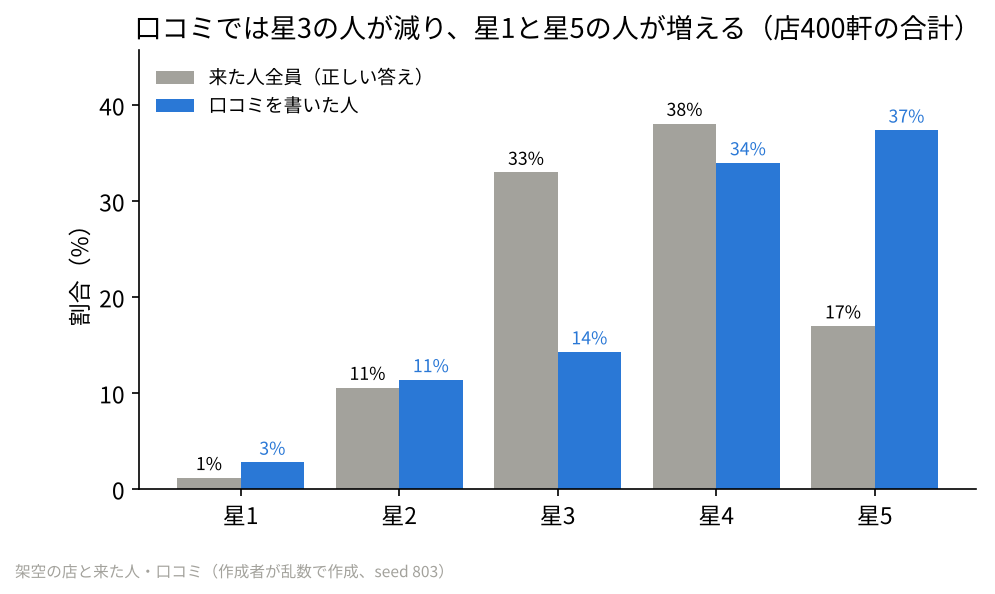 口コミでは星3の人が減り、星1と星5の人が増える（店400軒の合計）
来た人全員（正しい答え）
口コミを書いた人
割合（%）
40
30
20
10
0
1%
3%
11%
11%
33%
14%
38%
34%
17%
37%
星1
星2
星3
星4
星5
架空の店と来た人・口コミ（作成者が乱数で作成、seed 803）